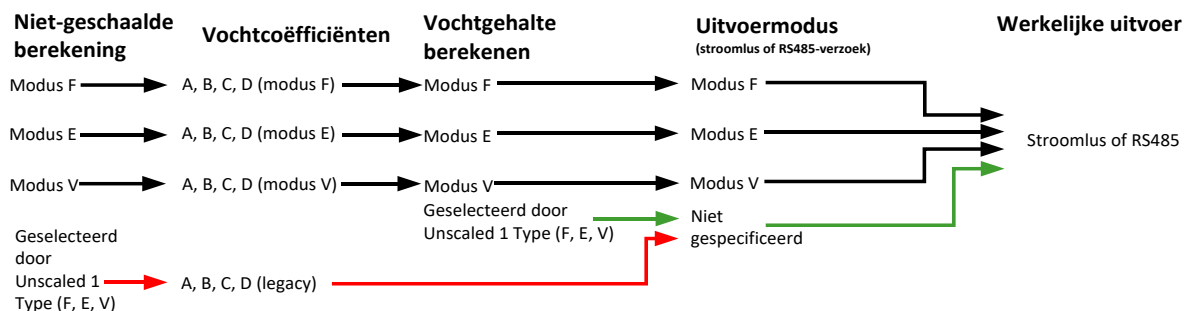 Niet-geschaalde
berekening
Vochtcoëfficiënten
Vochtgehalte
berekenen
Uitvoermodus
(stroomlus of RS485-verzoek)
Werkelijke uitvoer
Modus F
A, B, C, D (modus F)
Modus F
Modus F
Modus E
A, B, C, D (modus E)
Modus E
Modus E
Stroomlus of RS485
Modus V
A, B, C, D (modus V)
Modus V
Modus V
Geselecteerd door
Unscaled 1 Type (F, E, V)
Niet
gespecificeerd
Geselecteerd
door
Unscaled 1
Type (F, E, V)
A, B, C, D (legacy)